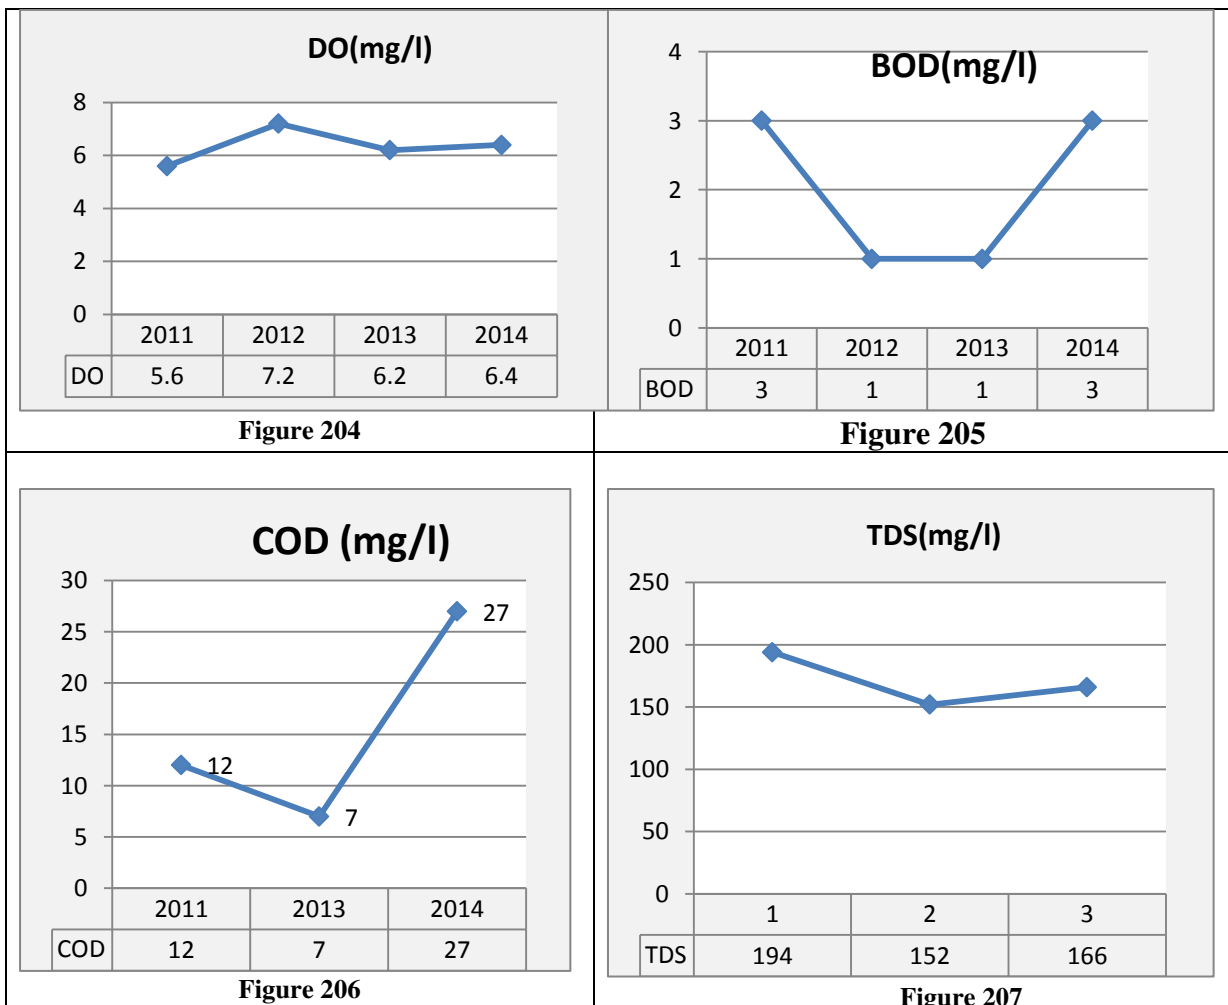 DO(mg/l)
8
6
4
2
0
2011 2012 2013 2014
DO 5.6 7.2 6.2 6.4
Figure 204
BOD(mg/l)
4
3
2
1
0
2011 2012 2013 2014
BOD 3 1 1 3
Figure 205
COD (mg/l)
30
25
20
15
10
5
0
12
7
27
2011 2013 2014
COD 12 7 27
Figure 206
TDS(mg/l)
250
200
150
100
50
0
1 2 3
TDS 194 152 166
Figure 207